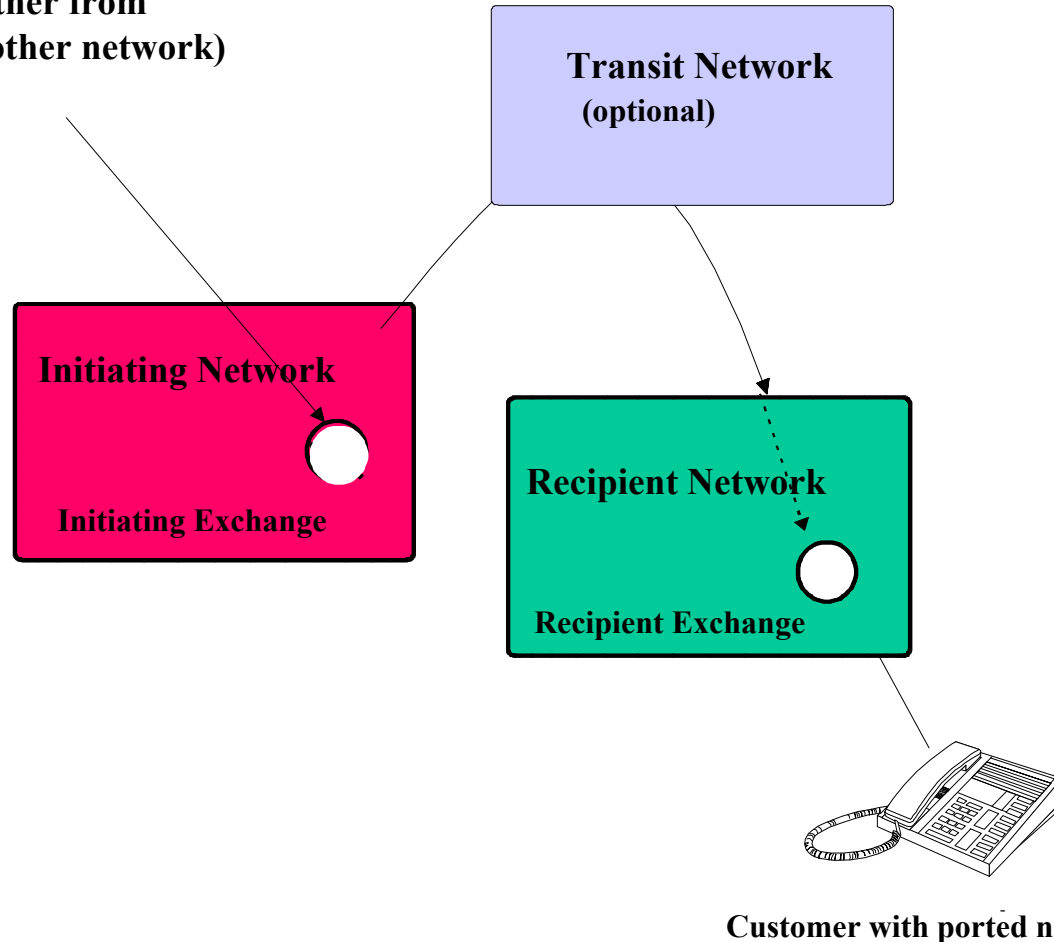 ther from
other network)
Transit Network
(optional)
Initiating Network
Initiating Exchange
Recipient Network
Recipient Exchange
Customer with ported n